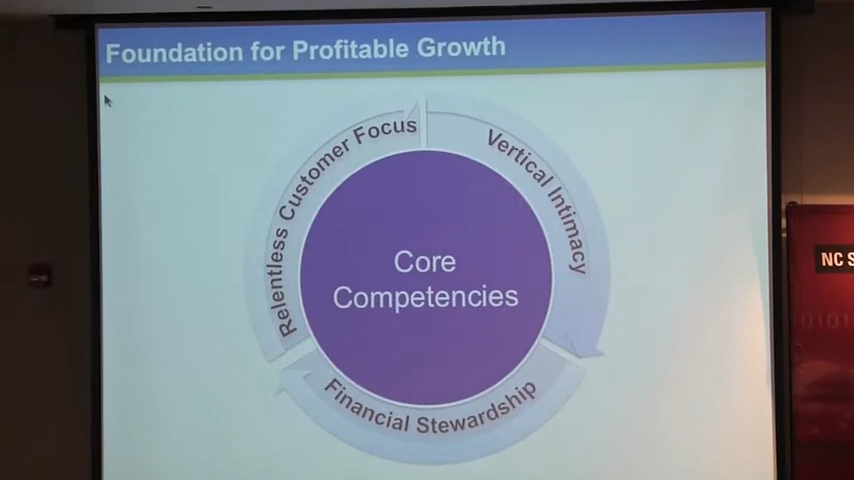 Foundation for Profitable Growth
Relentless Customer Focus
Vertical Intimacy
Core
Competencies
Financial Stewardship
NC S